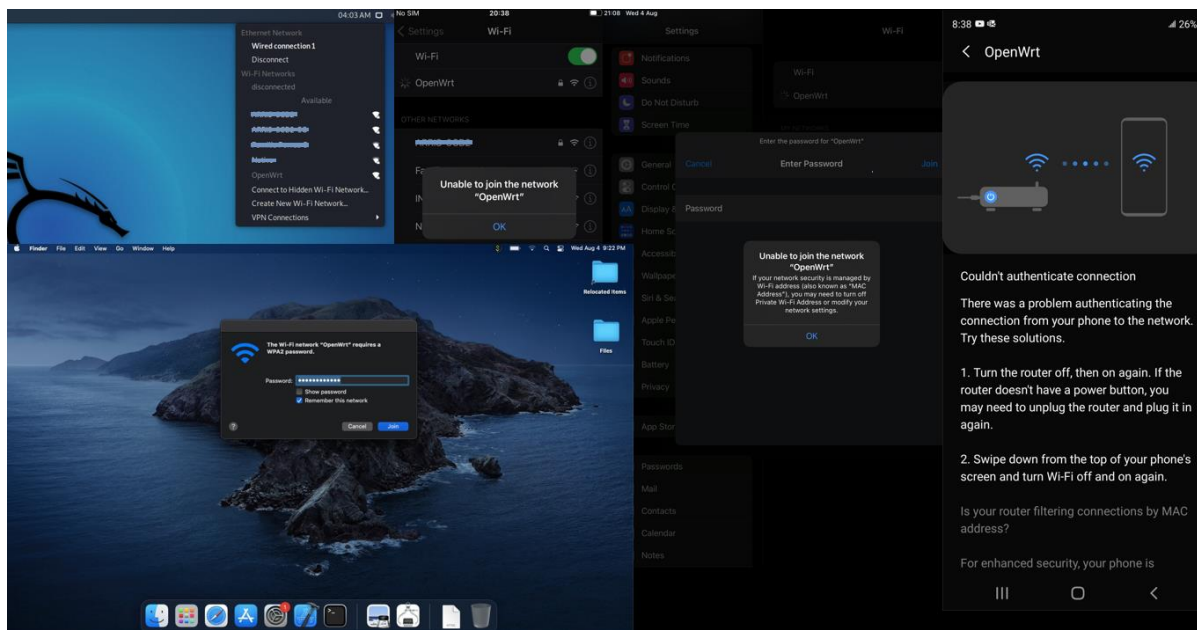 04:03 AM
Ethernet Network
Wired connection 1
Disconnect
Wi-Fi Networks
disconnected
Available
OpenWrt
Connect to Hidden Wi-Fi Network...
Create New Wi-Fi Network...
VPN Connections
No SIM
20:38
Settings
Wi-Fi
Wi-Fi
OpenWrt
OTHER NETWORKS
Unable to join the network
“OpenWrt”
OK
21:08 Wed 4 Aug
Settings
Notifications
Sounds
Do Not Disturb
Screen Time
General
Control
Display &
Home Sc
Accessib
Wallpape
Siri & Se
Apple Pe
Touch ID
Battery
Privacy
App Stor
Passwords
Mail
Contacts
Calendar
Notes
Wi-Fi
Wi-Fi
OpenWrt
Enter the password for “OpenWrt”
Cancel
Enter Password
Join
Password
Unable to join the network
“OpenWrt”
If your network security is managed by
Wi-Fi address (also known as “MAC
Address”), you may need to turn off
Private Wi-Fi Address or modify your
network settings.
OK
8:38
26%
OpenWrt
Couldn't authenticate connection
There was a problem authenticating the
connection from your phone to the network.
Try these solutions.
1. Turn the router off, then on again. If the
router doesn't have a power button, you
may need to unplug the router and plug it in
again.
2. Swipe down from the top of your phone's
screen and turn Wi-Fi off and on again.
Is your router filtering connections by MAC
address?
For enhanced security, your phone is
Finder File Edit View Go Window Help
Wed Aug 4 9:22 PM
Relocated Items
Files
The Wi-Fi network “OpenWrt” requires a
WPA2 password.
Password:
Show password
Remember this network
?
Cancel
Join
1